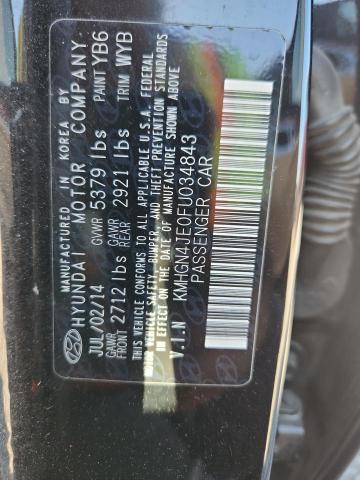 MANUFACTURED IN KOREA BY
HYUNDAI MOTOR COMPANY
JUL/02/14 GVWR 5379 lbs PAINT YB6
GAWR FRONT 2712 lbs GAWR REAR 2921 lbs TRIM WYB
THIS VEHICLE CONFORMS TO ALL APPLICABLE U.S.A. FEDERAL
MOTOR VEHICLE SAFETY, BUMPER, AND THEFT PREVENTION STANDARDS
IN EFFECT ON THE DATE OF MANUFACTURE SHOWN ABOVE
V.I.N KMHGN4JE0FU034843
PASSENGER CAR